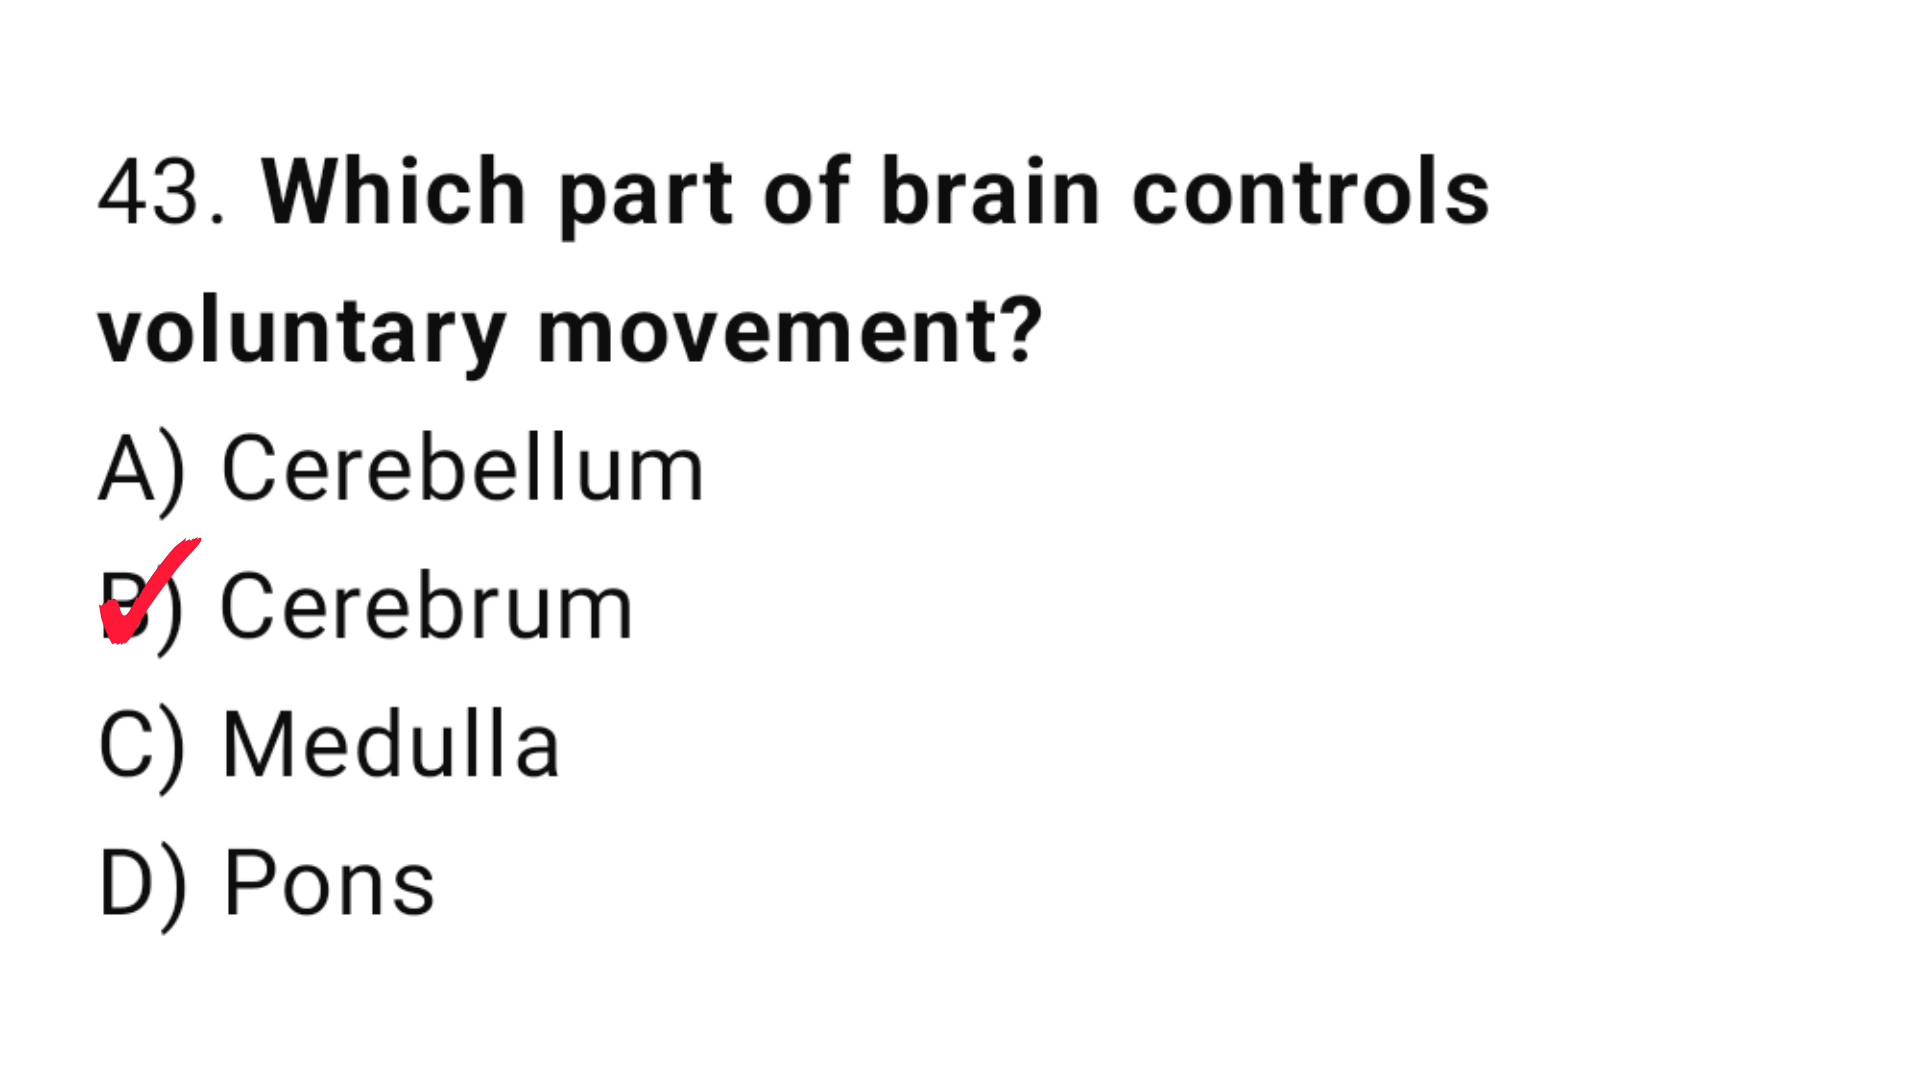 43. Which part of brain controls
voluntary movement?
A) Cerebellum
B) Cerebrum
C) Medulla
D) Pons